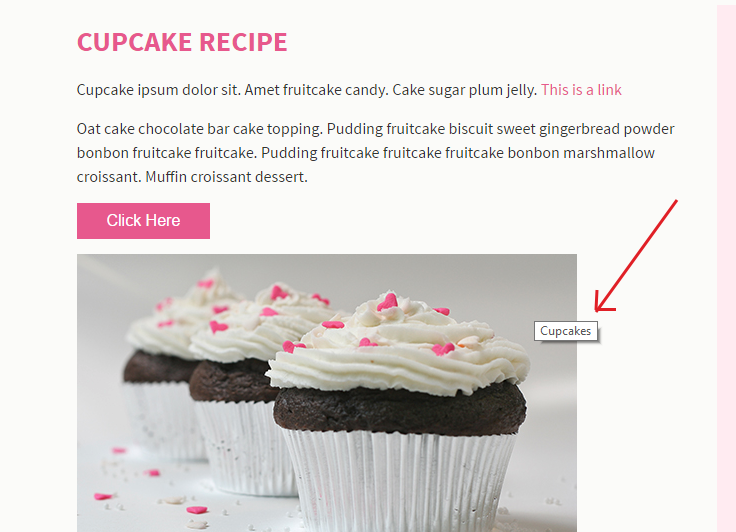 CUPCAKE RECIPE
Cupcake ipsum dolor sit. Amet fruitcake candy. Cake sugar plum jelly. This is a link
Oat cake chocolate bar cake topping. Pudding fruitcake biscuit sweet gingerbread powder
bonbon fruitcake fruitcake. Pudding fruitcake fruitcake fruitcake bonbon marshmallow
croissant. Muffin croissant dessert.
Click Here
Cupcakes